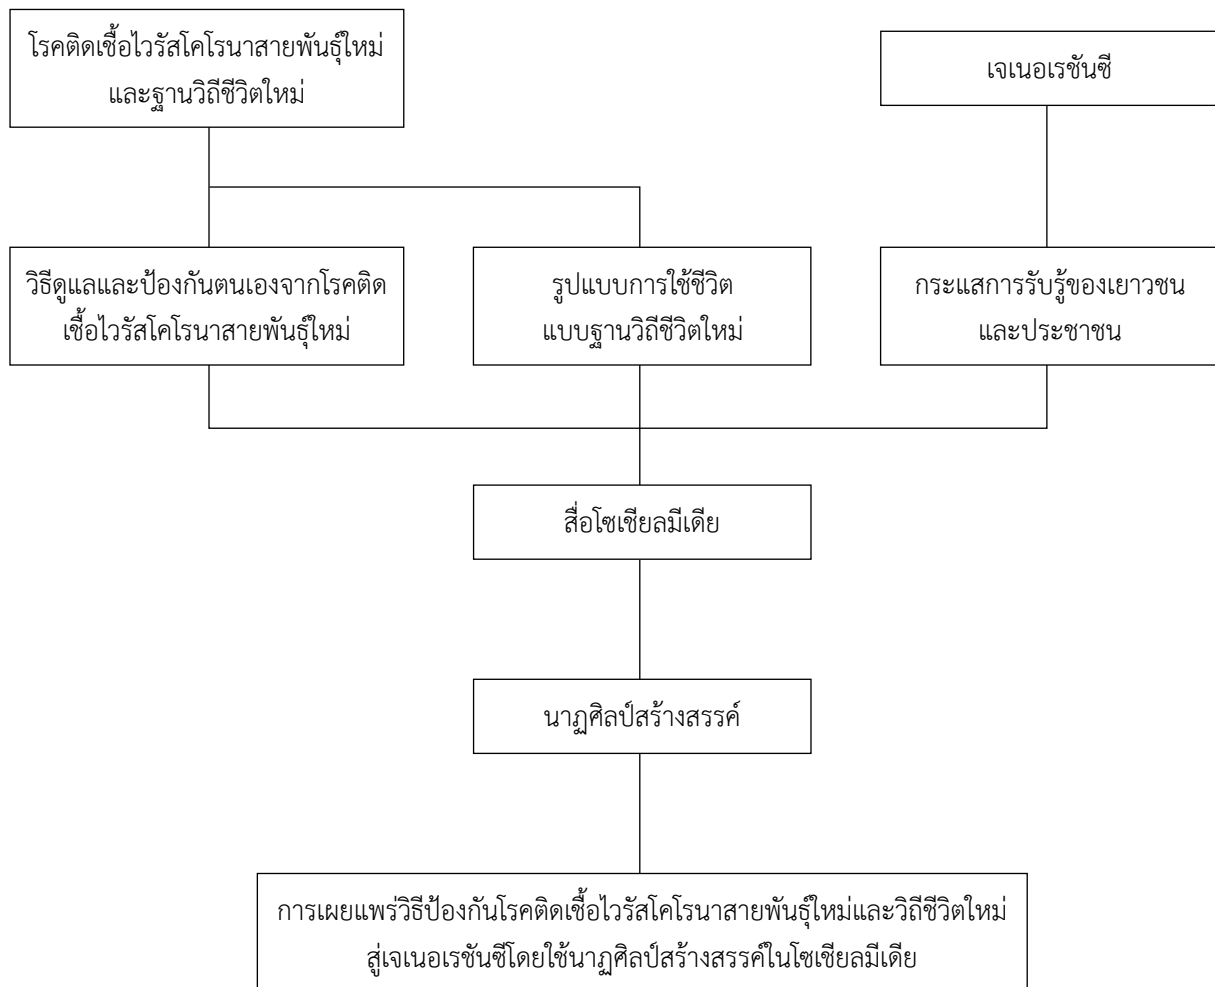 โรคติดเชื้อไวรัสโคโรนาสายพันธุ์ใหม่
และฐานวิถีชีวิตใหม่
เจเนอเรชันซี
วิธีดูแลและป้องกันตนเองจากโรคติด
เชื้อไวรัสโคโรนาสายพันธุ์ใหม่
รูปแบบการใช้ชีวิต
แบบฐานวิถีชีวิตใหม่
กระแสการรับรู้ของเยาวชน
และประชาชน
สื่อโซเชียลมีเดีย
นาฏศิลป์สร้างสรรค์
การเผยแพร่วิธีป้องกันโรคติดเชื้อไวรัสโคโรนาสายพันธุ์ใหม่และวิถีชีวิตใหม่
สู่เจเนอเรชันซีโดยใช้นาฏศิลป์สร้างสรรค์ในโซเชียลมีเดีย